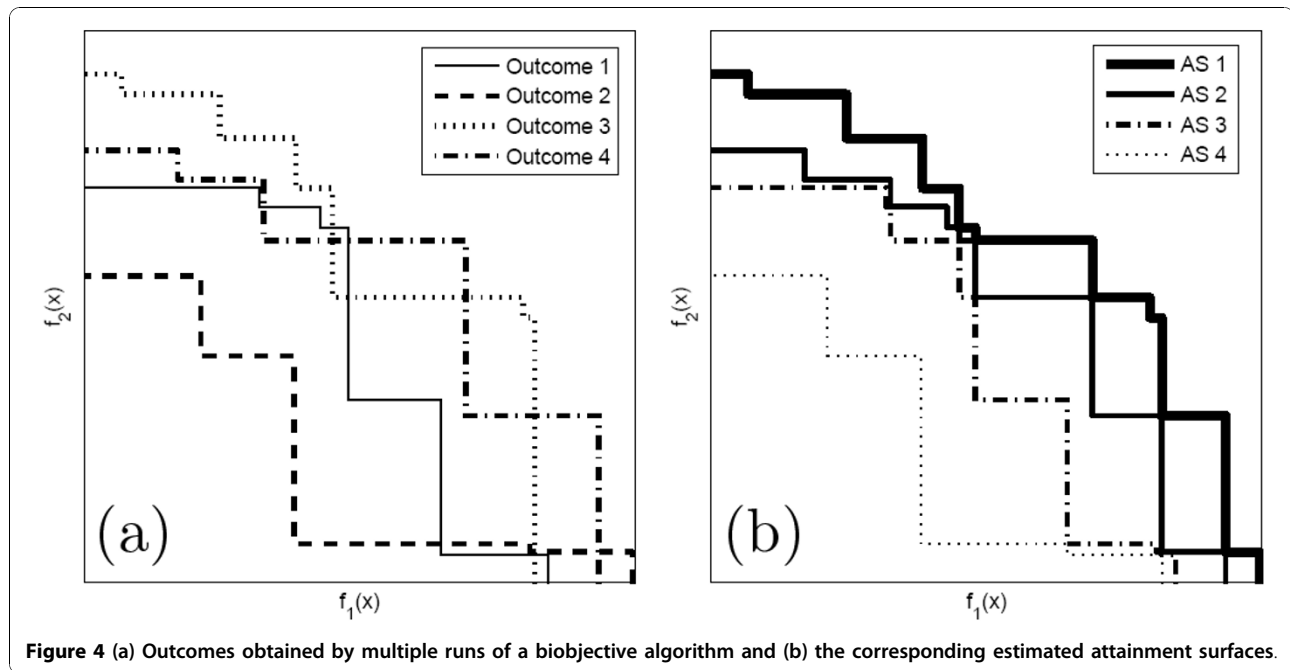 Outcome 1
Outcome 2
Outcome 3
Outcome 4
f2(x)
(a)
f1(x)
AS 1
AS 2
AS 3
AS 4
f2(x)
(b)
f1(x)
Figure 4 (a) Outcomes obtained by multiple runs of a biobjective algorithm and (b) the corresponding estimated attainment surfaces.